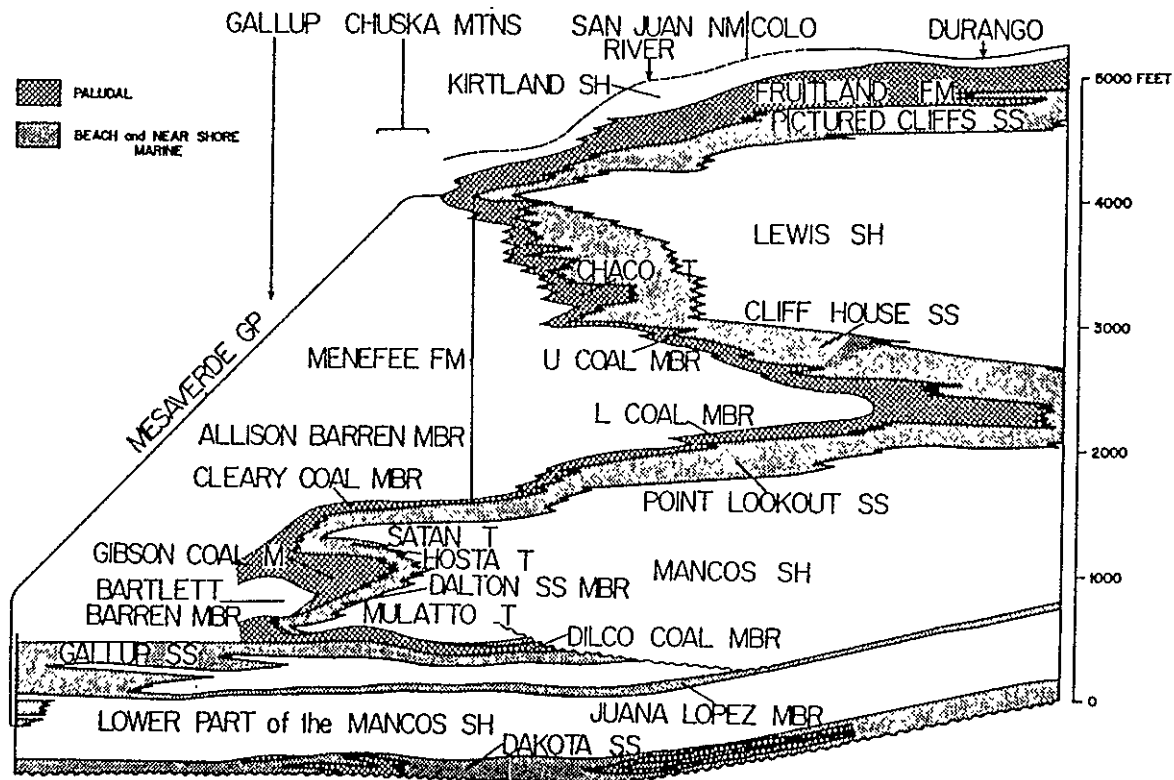 GALLUP CHUSKA MTNS SAN JUAN NM COLO DURANGO
RIVER
PALUDAL
BEACH and NEAR SHORE
MARINE
KIRTLAND SH
5000 FEET
FRUITLAND FM
PICTURED CLIFFS SS
4000
LEWIS SH
CHACO T
CLIFF HOUSE SS
3000
MESAVERDE GP
MENEFEE FM
U COAL MBR
L COAL MBR
ALLISON BARREN MBR
2000
CLEARY COAL MBR
POINT LOOKOUT SS
SATAN T
GIBSON COAL M.
HOSTA T
MANCOS SH
1000
BARTLETT
BARREN MBR
DALTON SS MBR
MULATTO T
DILCO COAL MBR
GALLUP SS
0
JUANA LOPEZ MBR
LOWER PART of the MANCOS SH
DAKOTA SS